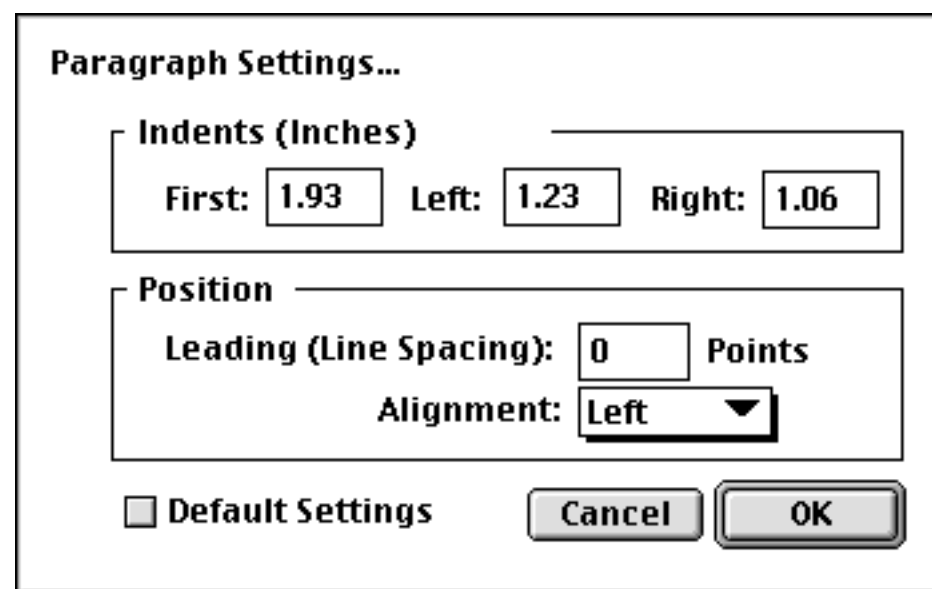 Paragraph Settings...
Indents (Inches)
First: 1.93 Left: 1.23 Right: 1.06
Position
Leading (Line Spacing): 0 Points
Alignment: Left
Default Settings Cancel OK